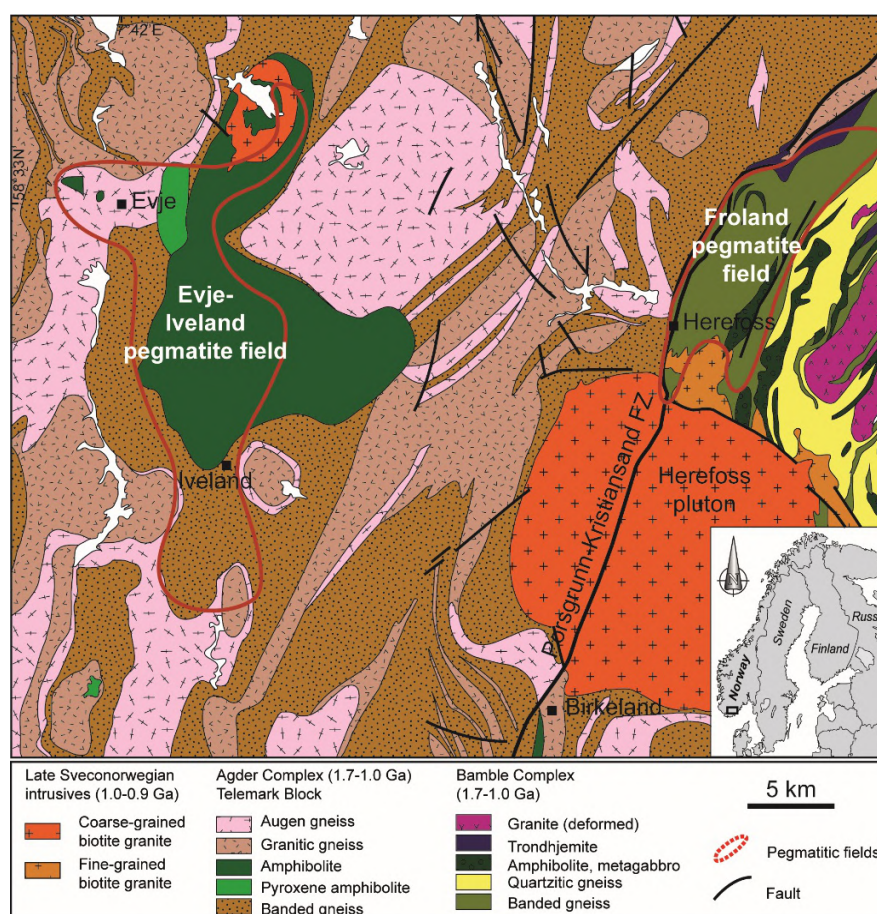 7°42'E
58°33'N
Evje
Evje-
Iveland
pegmatite field
Iveland
Froland
pegmatite
field
Herefoss
Porsgrunn-Kristiansand FZ
Herefoss
pluton
Birkeland
N
Norway
Sweden
Finland
Russ
Late Sveconorwegian
intrusives (1.0-0.9 Ga)
Coarse-grained
biotite granite
Fine-grained
biotite granite
Agder Complex (1.7-1.0 Ga)
Telemark Block
Augen gneiss
Granitic gneiss
Amphibolite
Pyroxene amphibolite
Banded gneiss
Bamble Complex
(1.7-1.0 Ga)
Granite (deformed)
Trondhjemite
Amphibolite, metagabbro
Quartzitic gneiss
Banded gneiss
5 km
Pegmatitic fields
Fault